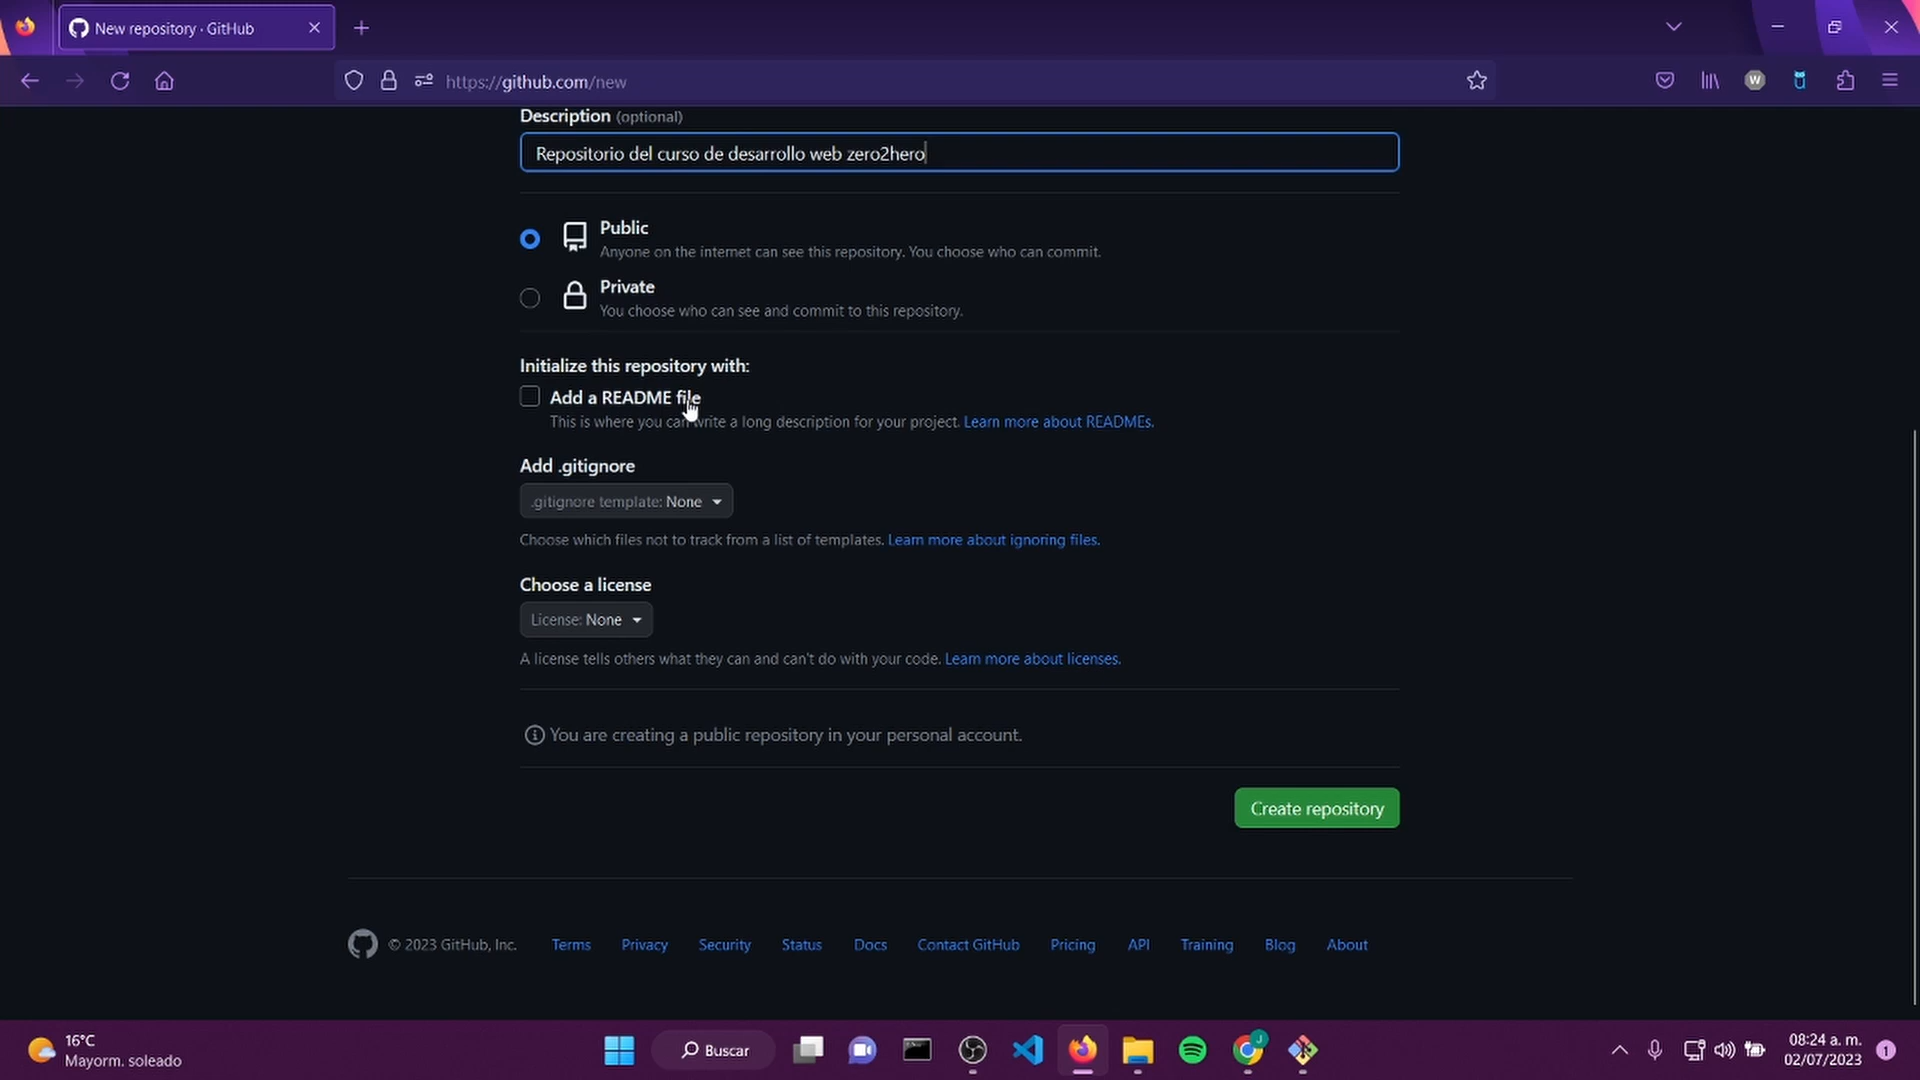 New repository · GitHub
https://github.com/new
W
Description (optional)
Repositorio del curso de desarrollo web zero2hero
Public
Anyone on the internet can see this repository. You choose who can commit.
Private
You choose who can see and commit to this repository.
Initialize this repository with:
Add a README file
This is where you can write a long description for your project. Learn more about READMEs.
Add .gitignore
.gitignore template: None
Choose which files not to track from a list of templates. Learn more about ignoring files.
Choose a license
License: None
A license tells others what they can and can't do with your code. Learn more about licenses.
You are creating a public repository in your personal account.
Create repository
© 2023 GitHub, Inc. Terms Privacy Security Status Docs Contact GitHub Pricing API Training Blog About
16°C
Mayorm. soleado
Buscar
J
08:24 a. m.
02/07/2023
1